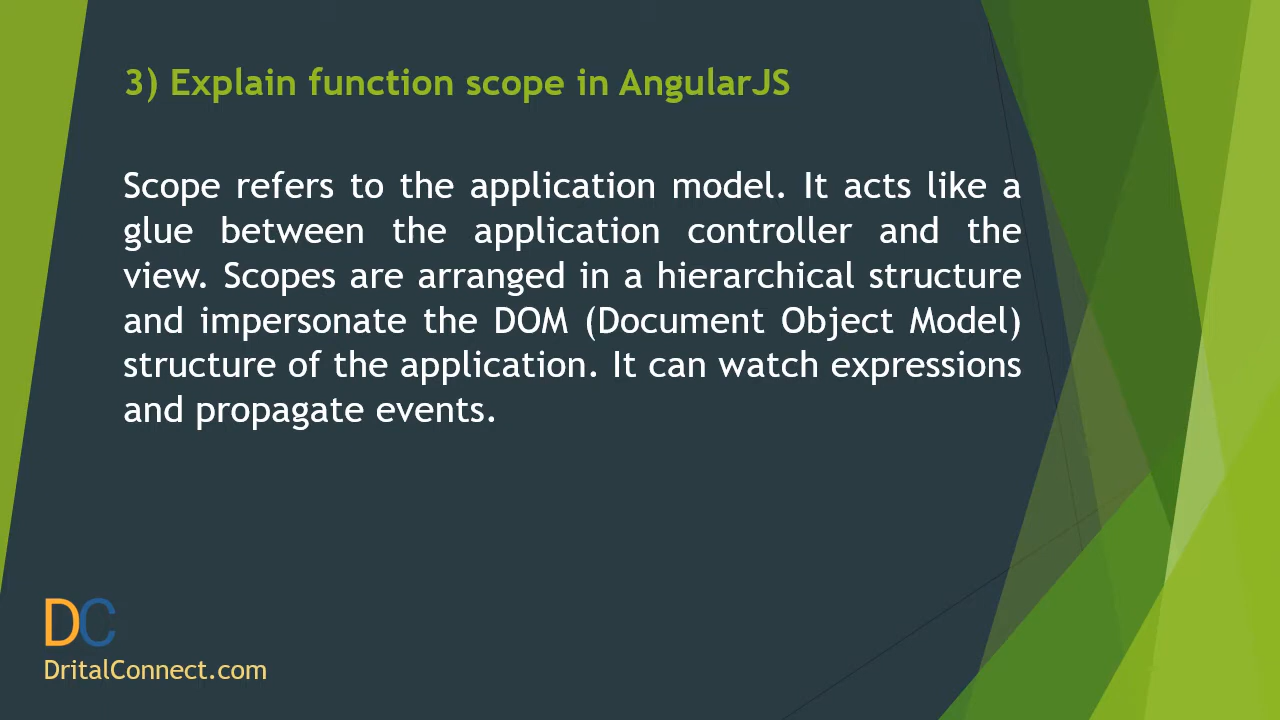 3) Explain function scope in AngularJS
Scope refers to the application model. It acts like a
glue between the application controller and the
view. Scopes are arranged in a hierarchical structure
and impersonate the DOM (Document Object Model)
structure of the application. It can watch expressions
and propagate events.
DC
DritalConnect.com